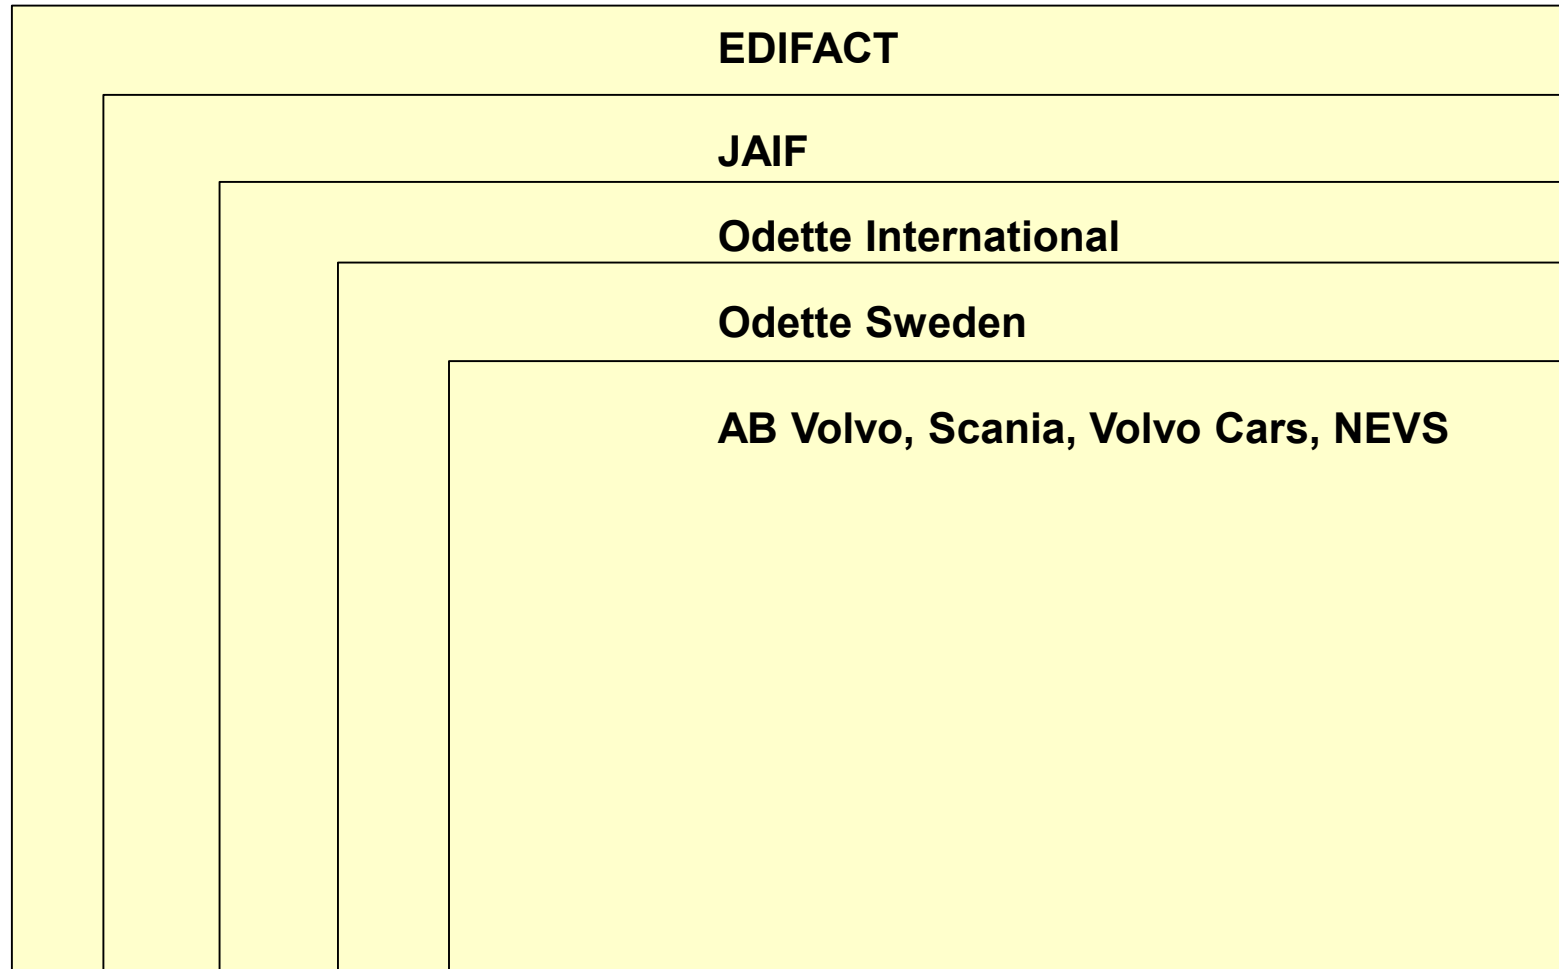 EDIFACT
JAIF
Odette International
Odette Sweden
AB Volvo, Scania, Volvo Cars, NEVS